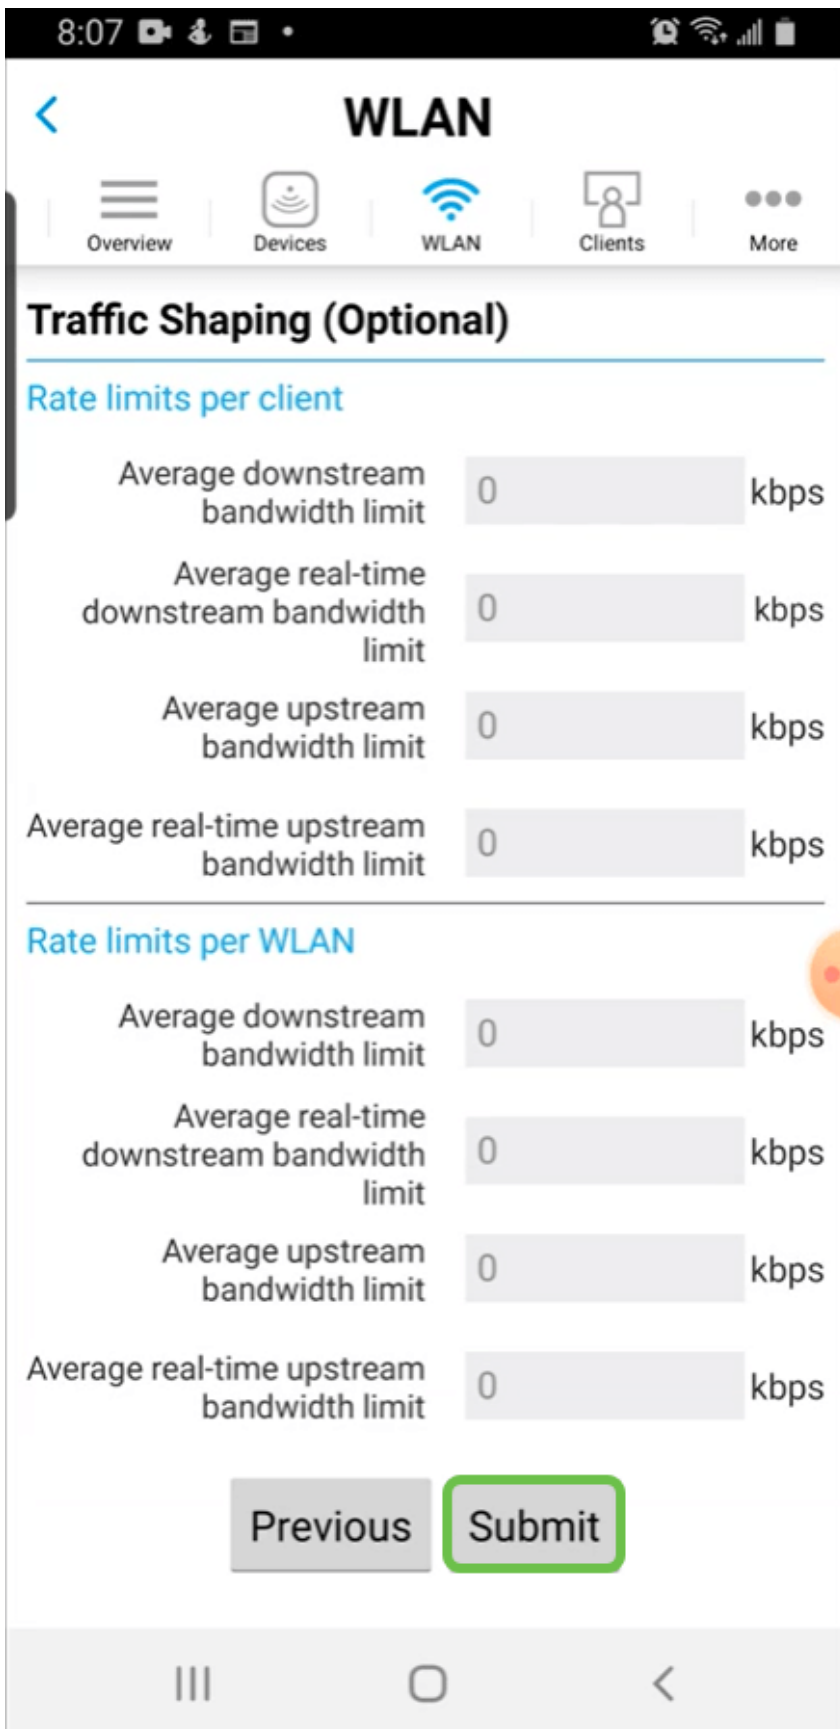 8:07
WLAN
Overview Devices WLAN Clients More
Traffic Shaping (Optional)
Rate limits per client
Average downstream
bandwidth limit 0 kbps
Average real-time
downstream bandwidth 0 kbps
limit
Average upstream
bandwidth limit 0 kbps
Average real-time upstream
bandwidth limit 0 kbps
Rate limits per WLAN
Average downstream
bandwidth limit 0 kbps
Average real-time
downstream bandwidth 0 kbps
limit
Average upstream
bandwidth limit 0 kbps
Average real-time upstream
bandwidth limit 0 kbps
Previous Submit